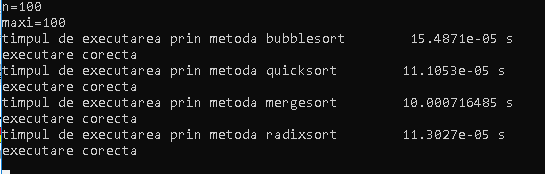 n=100
maxi=100
timpul de executarea prin metoda bubblesort 15.4871e-05 s
executare corecta
timpul de executarea prin metoda quicksort 11.1053e-05 s
executare corecta
timpul de executarea prin metoda mergesort 10.000716485 s
executare corecta
timpul de executarea prin metoda radixsort 11.3027e-05 s
executare corecta